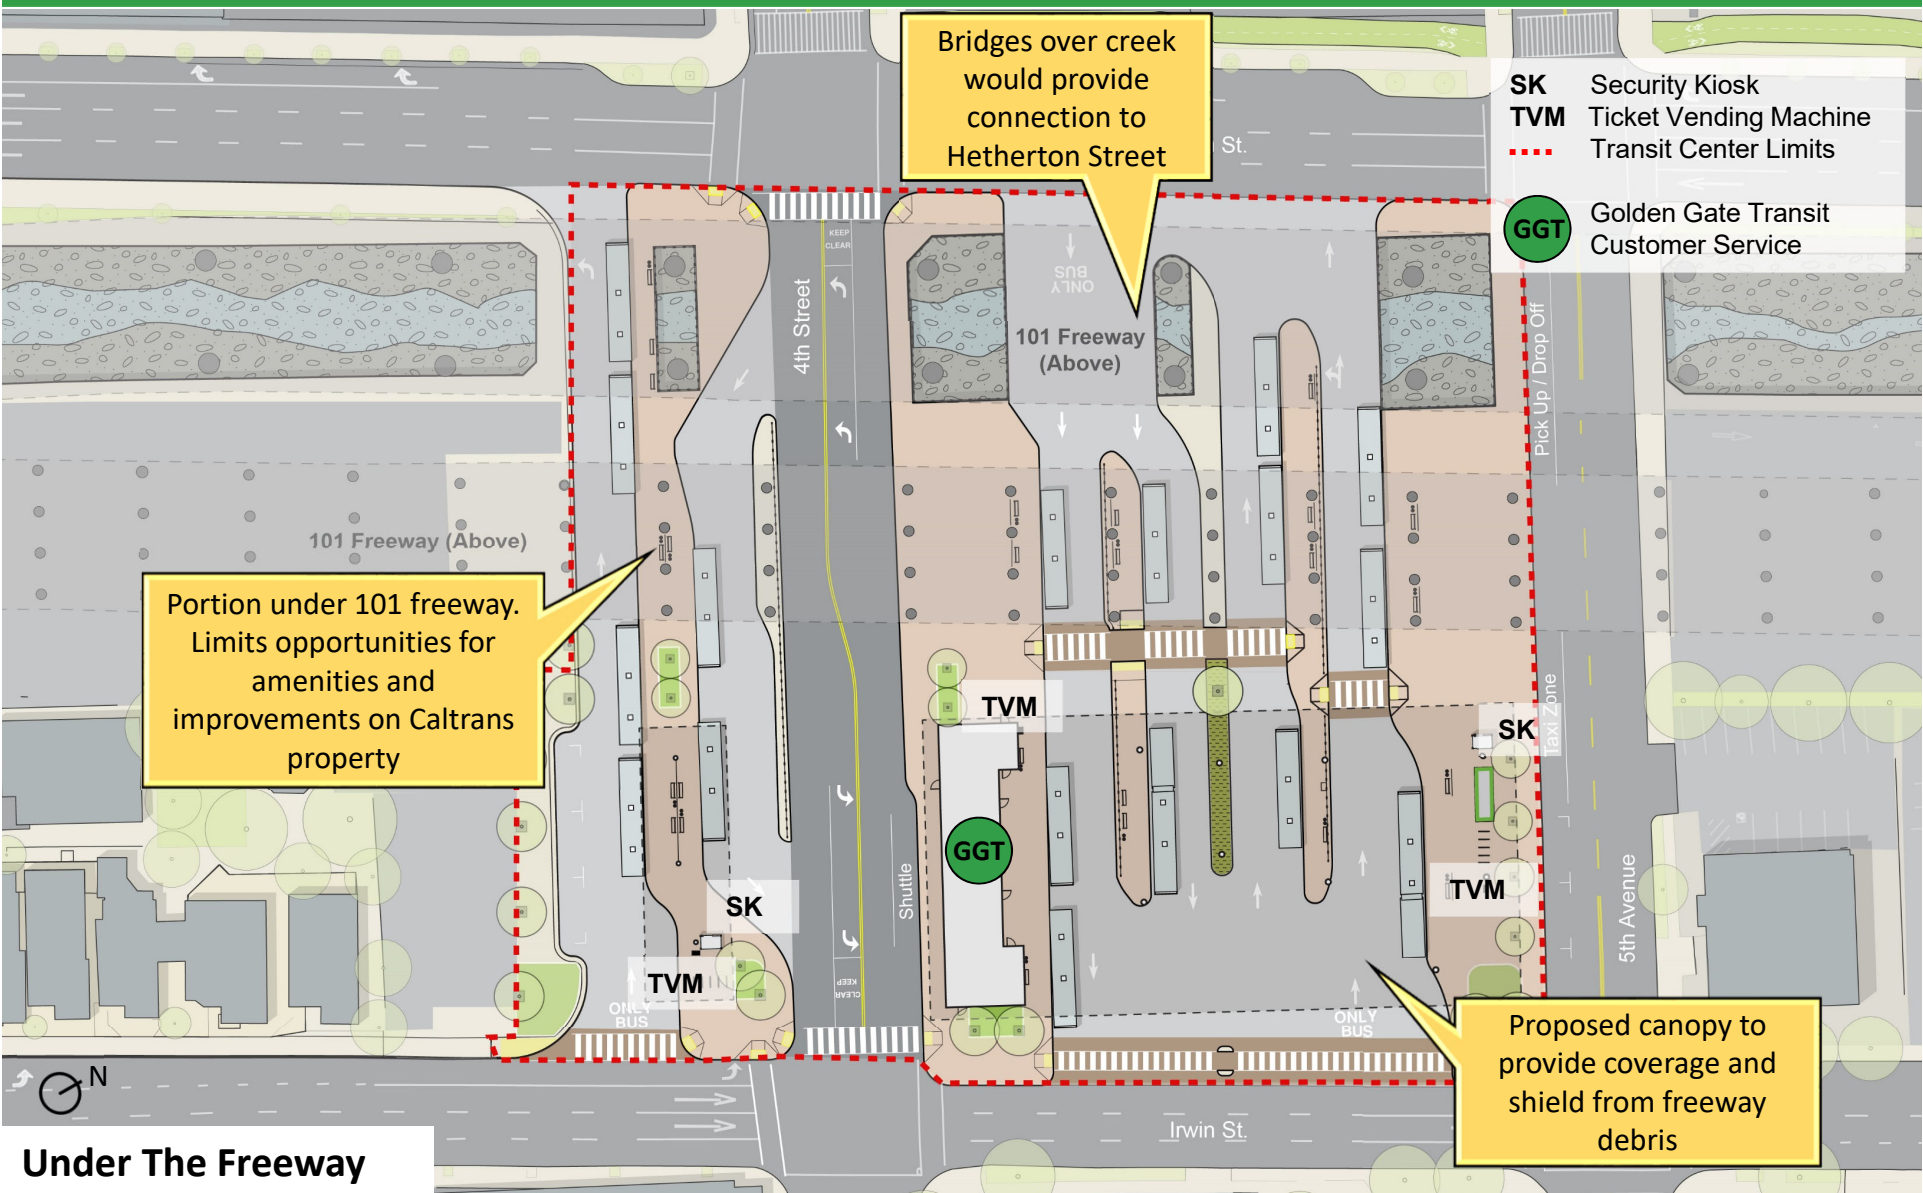 Bridges over creek
would provide
connection to
Hetherton Street
St.
SK Security Kiosk
TVM Ticket Vending Machine
Transit Center Limits
GGT Golden Gate Transit
Customer Service
KEEP
CLEAR
4th Street
ONLY
BUS
101 Freeway
(Above)
Pick Up / Drop Off
101 Freeway (Above)
Portion under 101 freeway.
Limits opportunities for
amenities and
improvements on Caltrans
property
TVM
SK
Taxi Zone
GGT
Shuttle
SK
TVM
5th Avenue
TVM
KEEP
CLEAR
ONLY
BUS
ONLY
BUS
Proposed canopy to
provide coverage and
shield from freeway
debris
N
Irwin St.
Under The Freeway